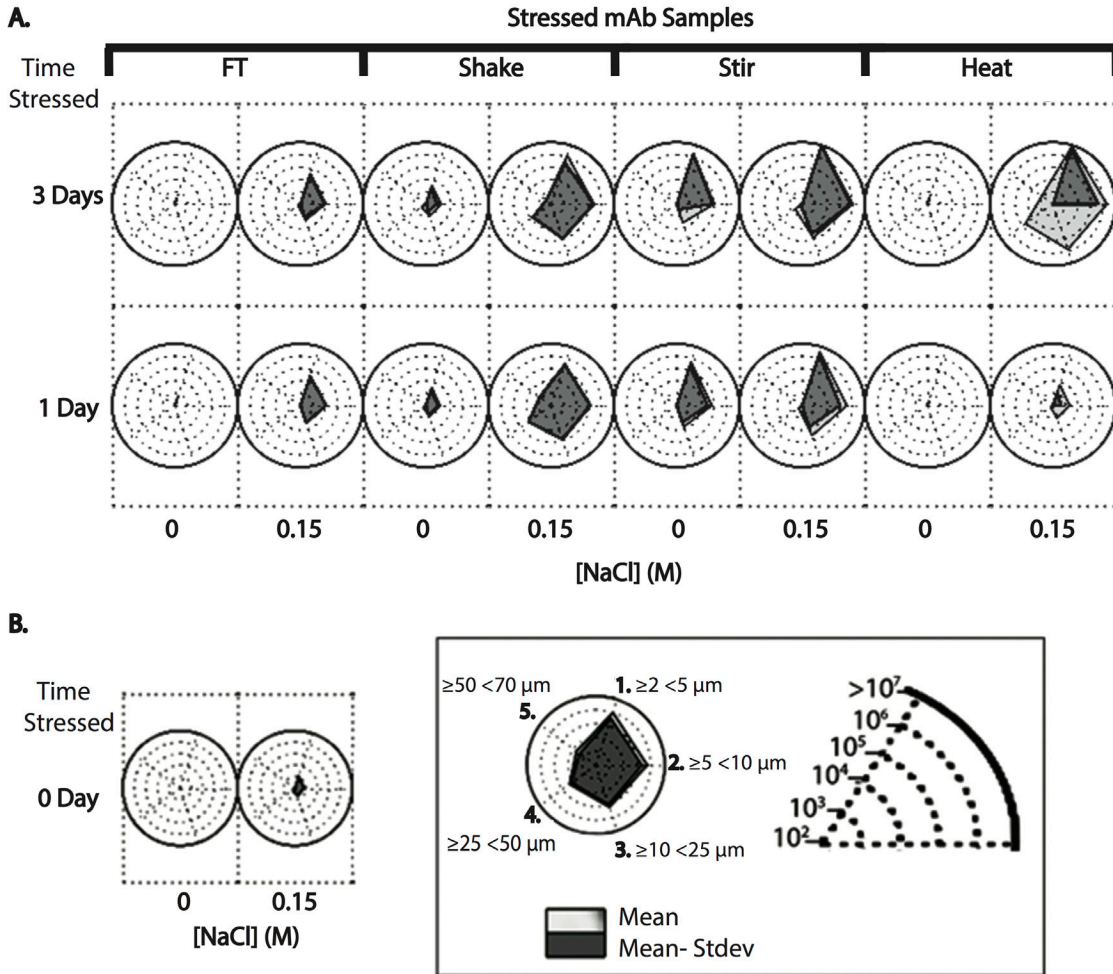 A.
Stressed mAb Samples
Time
Stressed
FT Shake Stir Heat
3 Days
1 Day
0 0.15 0 0.15 0 0.15 0 0.15
[NaCl] (M)
B.
Time
Stressed
0 Day
0 0.15
[NaCl] (M)
≥50 <70 μm
5.
1. ≥2 <5 μm
2. ≥5 <10 μm
4.
≥25 <50 μm
3. ≥10 <25 μm
>10⁷
10⁶
10⁵
10⁴
10³
10²
Mean
Mean- Stdev